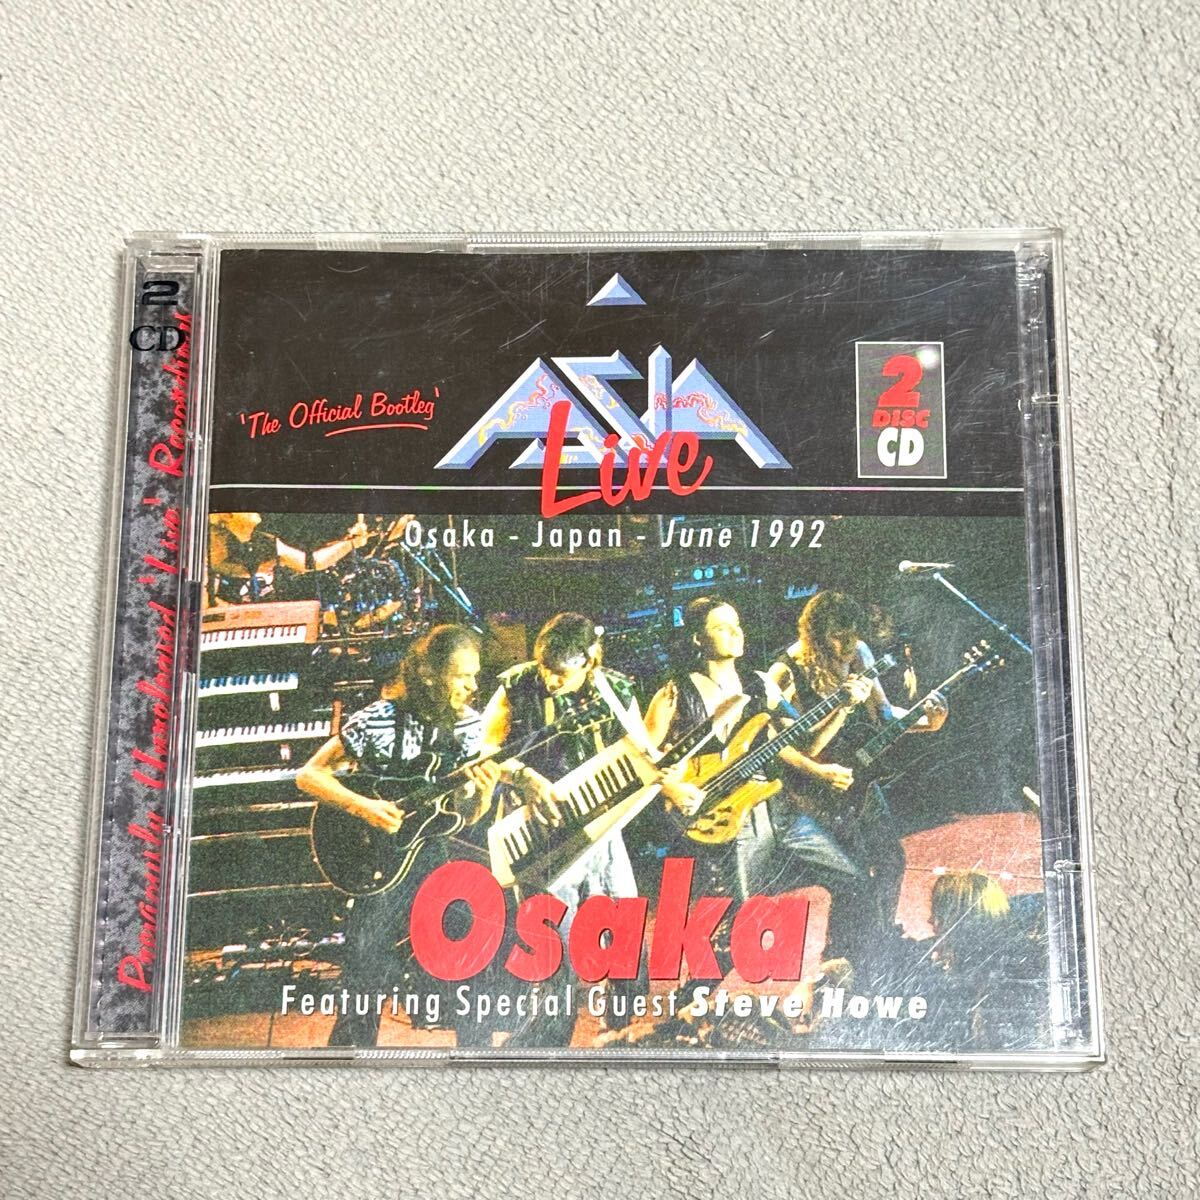 2
CD
Previously Unreleased 'Live' Recordings
'The Official Bootleg'
ASIA
Live
2
DISC
CD
Osaka - Japan - June 1992
Marshall
Osaka
Featuring Special Guest Steve Howe